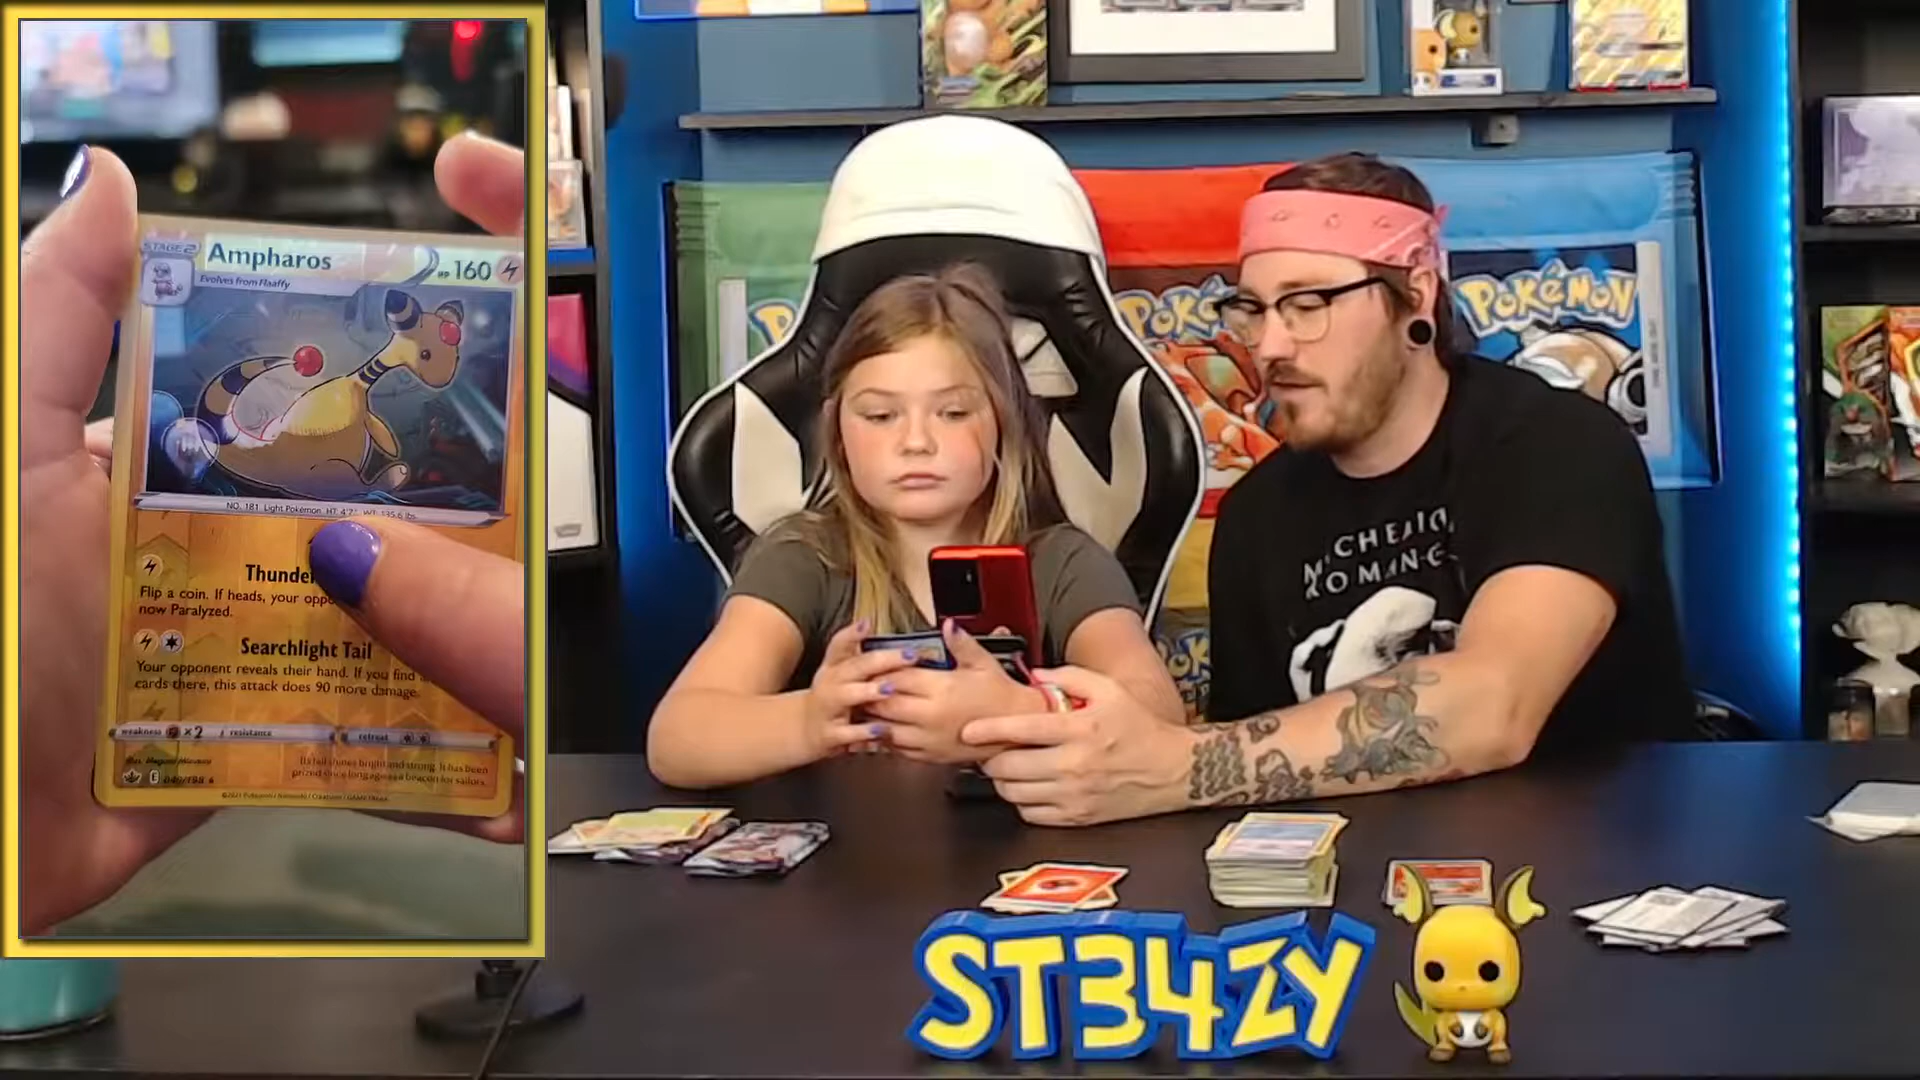 STAGE 2
Ampharos
HP 160
Evolves from Flaaffy
NO. 181 Light Pokémon HT: 4'7" WT: 135.6 lbs.
Flip a coin. If heads, your
now Paralyzed.
Searchlight Tail
Your opponent reveals their hand. If you find
cards there, this attack does 90 more damage.
weakness ×2 resistance retreat
040/198
Its tail shines bright and strong. It has been
prized since long ago as a beacon for sailors.
POKÉMON
ST34ZY